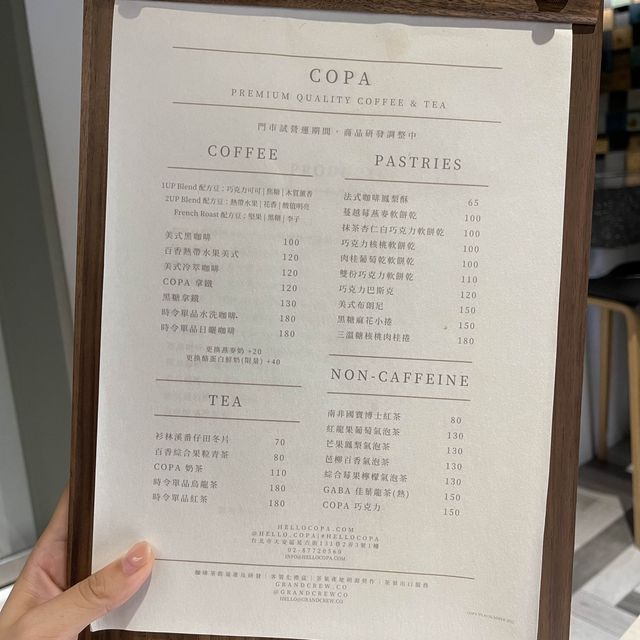 COPA
PREMIUM QUALITY COFFEE & TEA
門市試營運期間，商品研發調整中
COFFEE
1UP Blend 配方豆：巧克力可可 | 焦糖 | 木質薰香
2UP Blend 配方豆：熱帶水果 | 花香 | 酸值明亮
French Roast 配方豆：堅果 | 黑糖 | 李子
美式黑咖啡 100
百香熱帶水果美式 120
美式冷萃咖啡 120
COPA 拿鐵 120
黑糖拿鐵 130
時令單品水洗咖啡 180
時令單品日曬咖啡 180
更換燕麥奶 +20
更換酪蛋白鮮奶(限量) +40
TEA
杉林溪番仔田冬片 70
百香綜合果粒青茶 80
COPA 奶茶 110
時令單品烏龍茶 180
時令單品紅茶 180
PASTRIES
法式咖啡鳳梨酥 65
蔓越莓燕麥軟餅乾 100
抹茶杏仁白巧克力軟餅乾 100
巧克力核桃軟餅乾 100
肉桂葡萄乾軟餅乾 100
雙份巧克力軟餅乾 110
巧克力巴斯克 120
美式布朗尼 150
黑糖麻花小捲 150
三溫糖核桃肉桂捲 180
NON-CAFFEINE
南非國寶博士紅茶 80
紅龍果葡萄氣泡茶 130
芒果鳳梨氣泡茶 130
芭柳百香氣泡茶 130
綜合莓果檸檬氣泡茶 130
GABA 佳葉龍茶(熱) 150
COPA 巧克力 150
HELLOCOPA.COM
@HELLO_COPA|#HELLOCOPA
02-87720560
INFO@HELLOCOPA.COM
GRANDCREW.CO
@GRANDCREWCO
HELLO@GRANDCREW.CO